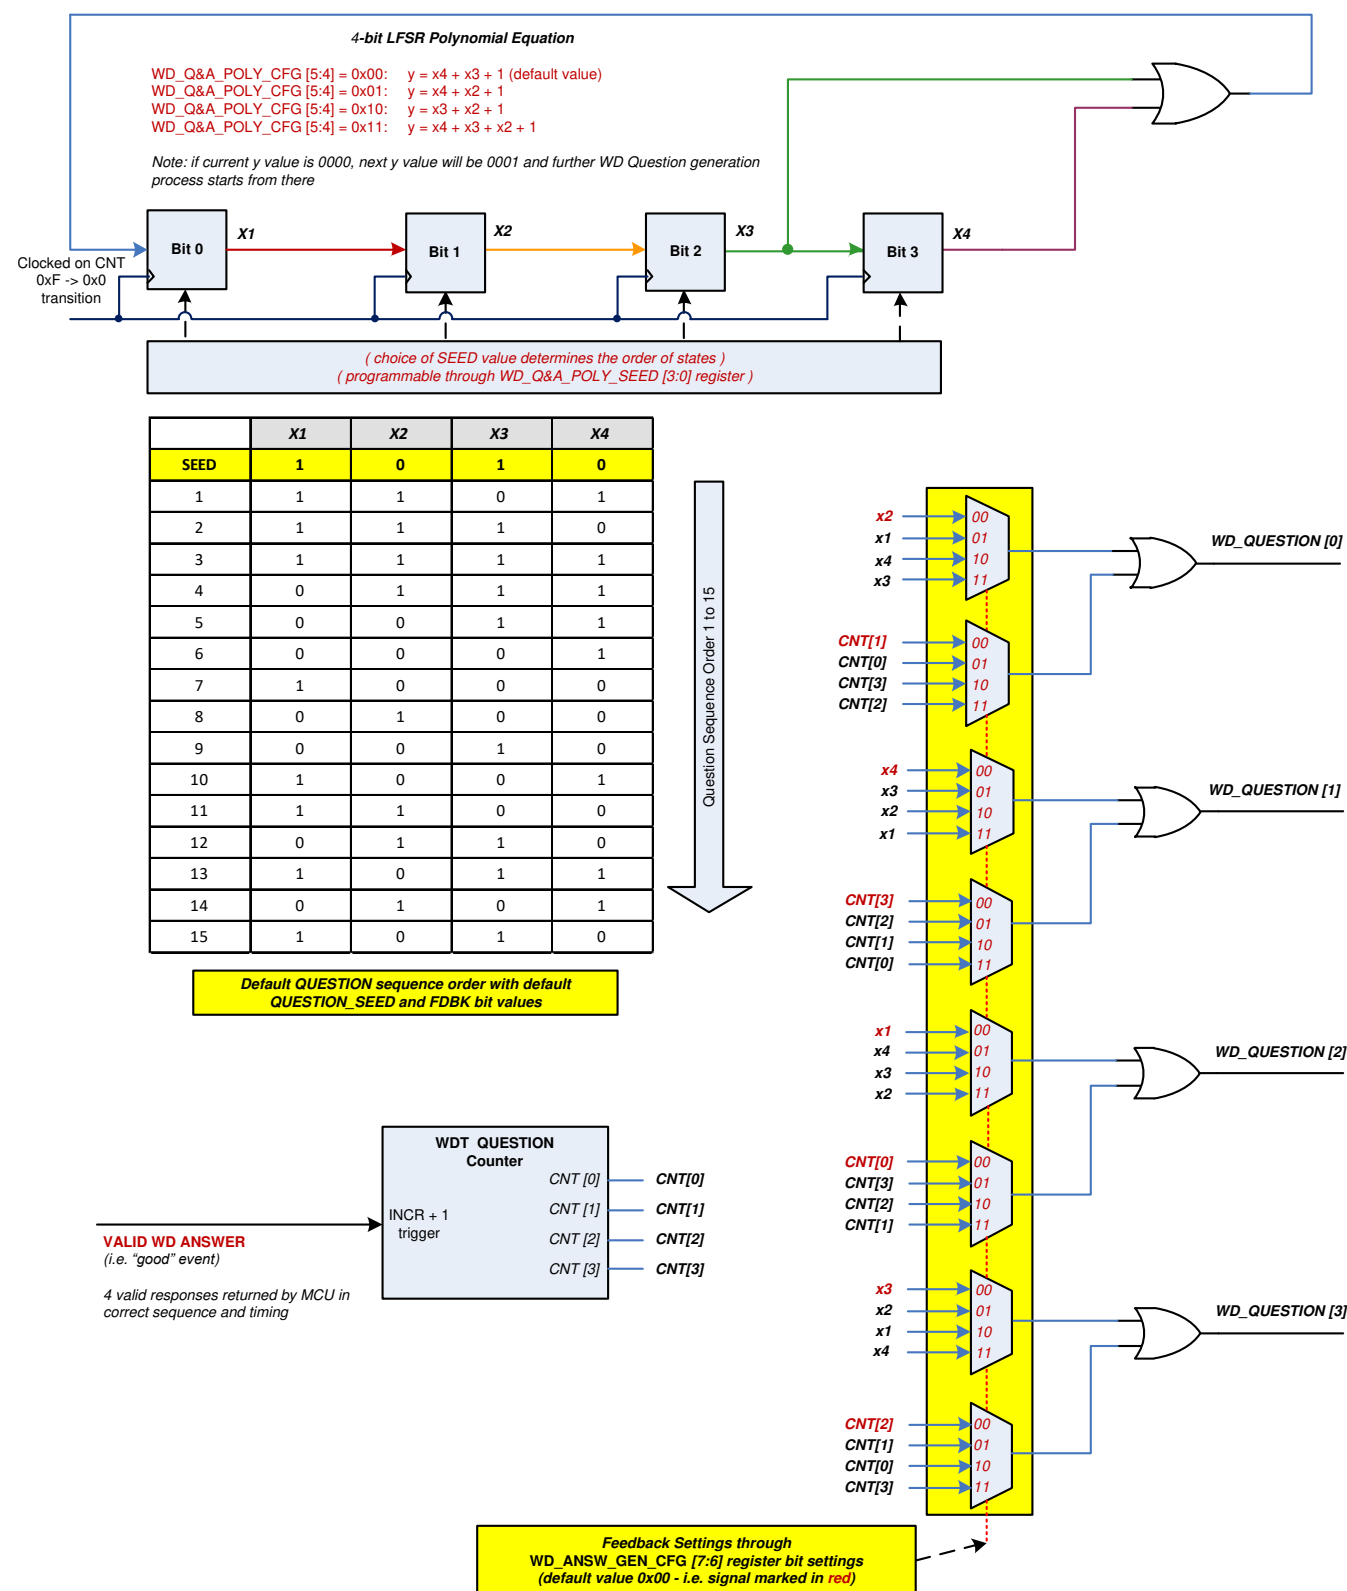 4-bit LFSR Polynomial Equation
WD_Q&A_POLY_CFG [5:4] = 0x00: y = x4 + x3 + 1 (default value)
WD_Q&A_POLY_CFG [5:4] = 0x01: y = x4 + x2 + 1
WD_Q&A_POLY_CFG [5:4] = 0x10: y = x3 + x2 + 1
WD_Q&A_POLY_CFG [5:4] = 0x11: y = x4 + x3 + x2 + 1
Note: if current y value is 0000, next y value will be 0001 and further WD Question generation
process starts from there
Bit 0
X1
Bit 1
X2
Bit 2
X3
Bit 3
X4
Clocked on CNT
0xF -> 0x0
transition
( choice of SEED value determines the order of states )
( programmable through WD_Q&A_POLY_SEED [3:0] register )
X1 X2 X3 X4
SEED 1 0 1 0
1 1 1 0 1
2 1 1 1 0
3 1 1 1 1
4 0 1 1 1
5 0 0 1 1
6 0 0 0 1
7 1 0 0 0
8 0 1 0 0
9 0 0 1 0
10 1 0 0 1
11 1 1 0 0
12 0 1 1 0
13 1 0 1 1
14 0 1 0 1
15 1 0 1 0
Question Sequence Order 1 to 15
Default QUESTION sequence order with default
QUESTION_SEED and FDBK bit values
WDT QUESTION
Counter
CNT [0] CNT[0]
CNT [1] CNT[1]
CNT [2] CNT[2]
CNT [3] CNT[3]
INCR + 1
trigger
VALID WD ANSWER
(i.e. “good” event)
4 valid responses returned by MCU in
correct sequence and timing
x2 00
x1 01
x4 10
x3 11
WD_QUESTION [0]
CNT[1] 00
CNT[0] 01
CNT[3] 10
CNT[2] 11
x4 00
x3 01
x2 10
x1 11
WD_QUESTION [1]
CNT[3] 00
CNT[2] 01
CNT[1] 10
CNT[0] 11
x1 00
x4 01
x3 10
x2 11
WD_QUESTION [2]
CNT[0] 00
CNT[3] 01
CNT[2] 10
CNT[1] 11
x3 00
x2 01
x1 10
x4 11
WD_QUESTION [3]
CNT[2] 00
CNT[1] 01
CNT[0] 10
CNT[3] 11
Feedback Settings through
WD_ANSW_GEN_CFG [7:6] register bit settings
(default value 0x00 - i.e. signal marked in red)